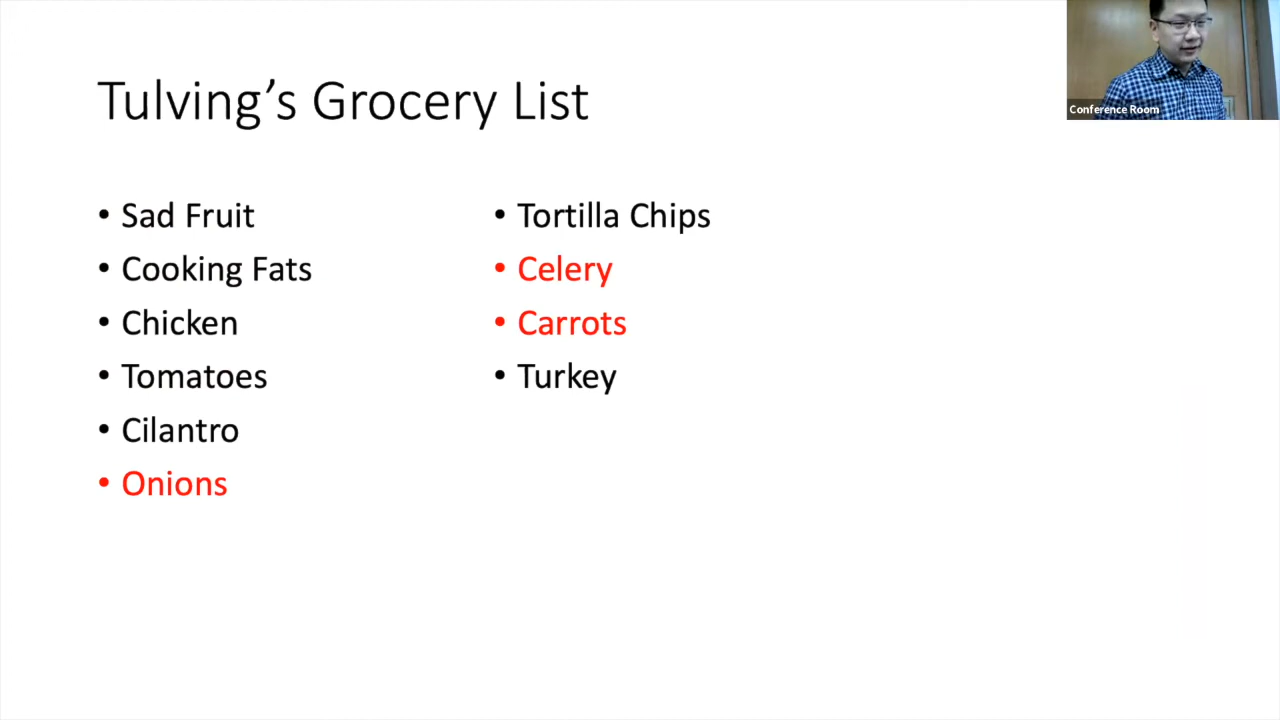 Tulving’s Grocery List
• Sad Fruit
• Cooking Fats
• Chicken
• Tomatoes
• Cilantro
• Onions
• Tortilla Chips
• Celery
• Carrots
• Turkey
Conference Room